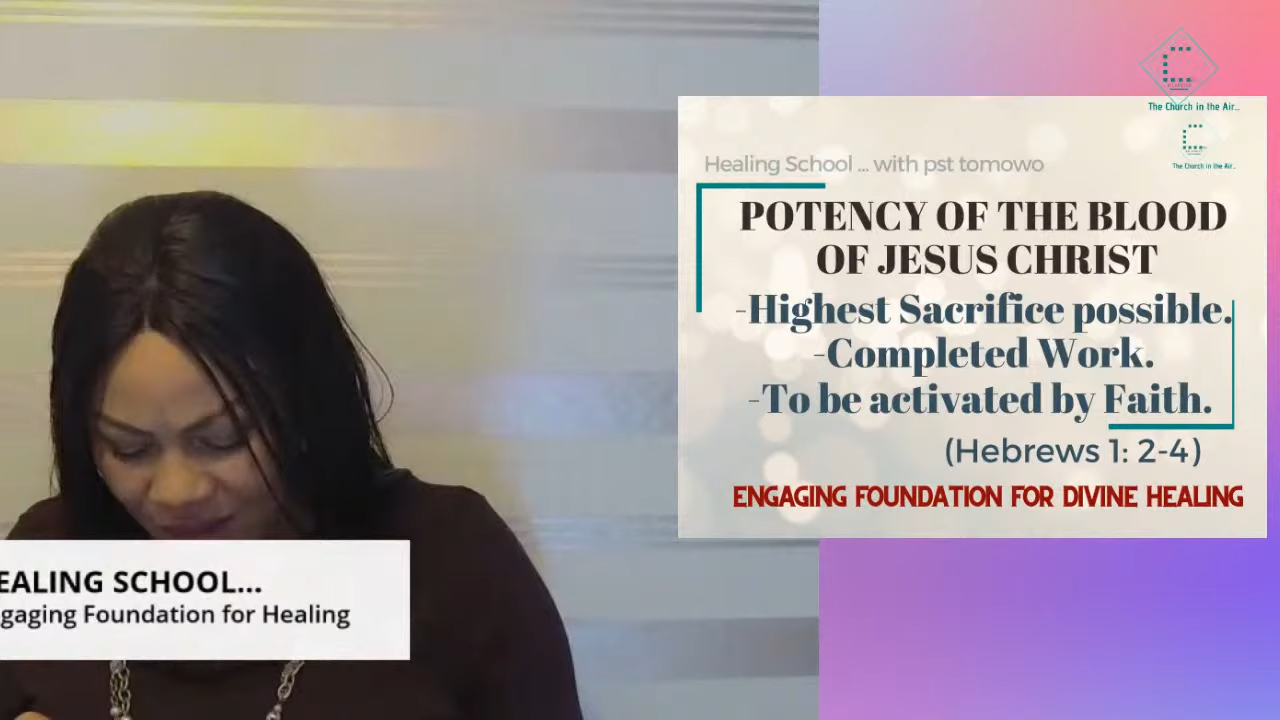 The Church in the Air...
The Church in the Air..
Healing School ... with pst tomowo
POTENCY OF THE BLOOD
OF JESUS CHRIST
-Highest Sacrifice possible.
-Completed Work.
-To be activated by Faith.
(Hebrews 1: 2-4)
ENGAGING FOUNDATION FOR DIVINE HEALING
EALING SCHOOL...
gaging Foundation for Healing